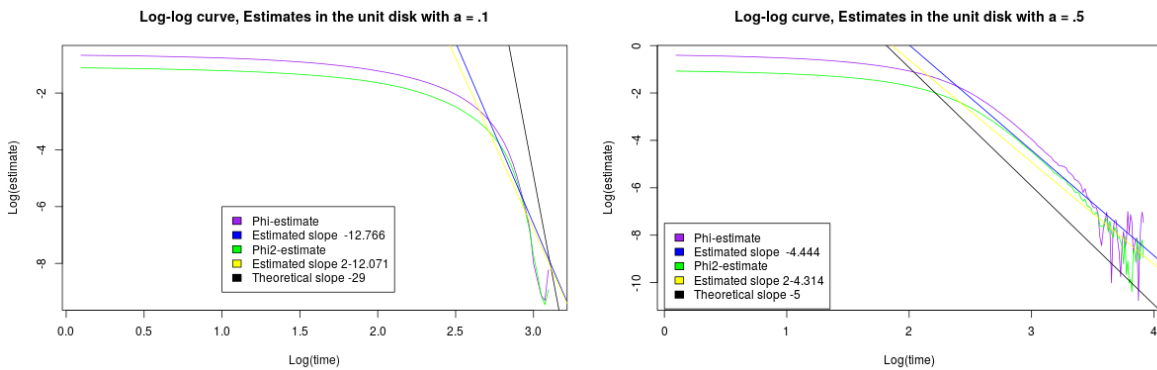 Log-log curve, Estimates in the unit disk with a = .1
Log(estimate)
-2
-4
-6
-8
Phi-estimate
Estimated slope -12.766
Phi2-estimate
Estimated slope 2-12.071
Theoretical slope -29
0.0 0.5 1.0 1.5 2.0 2.5 3.0
Log(time)
Log-log curve, Estimates in the unit disk with a = .5
Log(estimate)
0
-2
-4
-6
-8
-10
Phi-estimate
Estimated slope -4.444
Phi2-estimate
Estimated slope 2-4.314
Theoretical slope -5
0 1 2 3 4
Log(time)